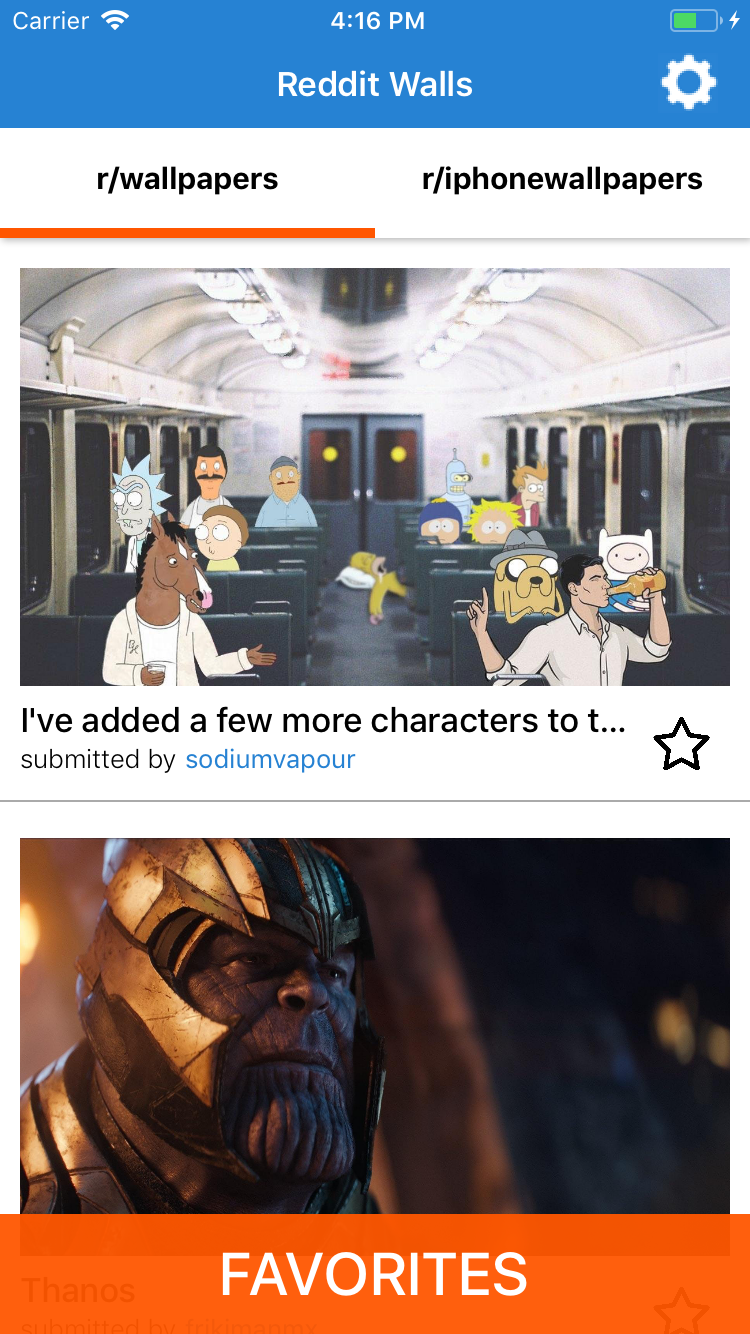 Carrier 4:16 PM
Reddit Walls
r/wallpapers r/iphonewallpapers
I've added a few more characters to t...
submitted by sodiumvapour
FAVORITES
Thanos
submitted by frikimanmx